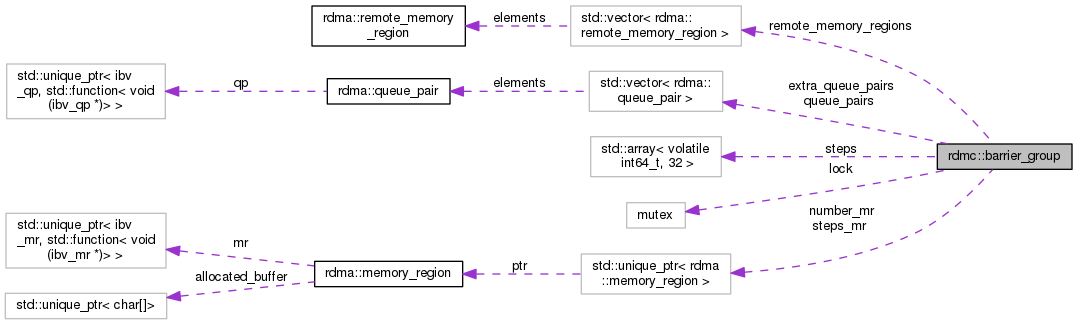 rdma::remote_memory
_region
elements
std::vector< rdma::
remote_memory_region >
remote_memory_regions
std::unique_ptr< ibv
_qp, std::function< void
(ibv_qp *)> >
qp
rdma::queue_pair
elements
std::vector< rdma::
queue_pair >
extra_queue_pairs
queue_pairs
std::array< volatile
int64_t, 32 >
steps
rdmc::barrier_group
lock
mutex
number_mr
steps_mr
std::unique_ptr< ibv
_mr, std::function< void
(ibv_mr *)> >
mr
rdma::memory_region
ptr
std::unique_ptr< rdma
::memory_region >
allocated_buffer
std::unique_ptr< char[]>